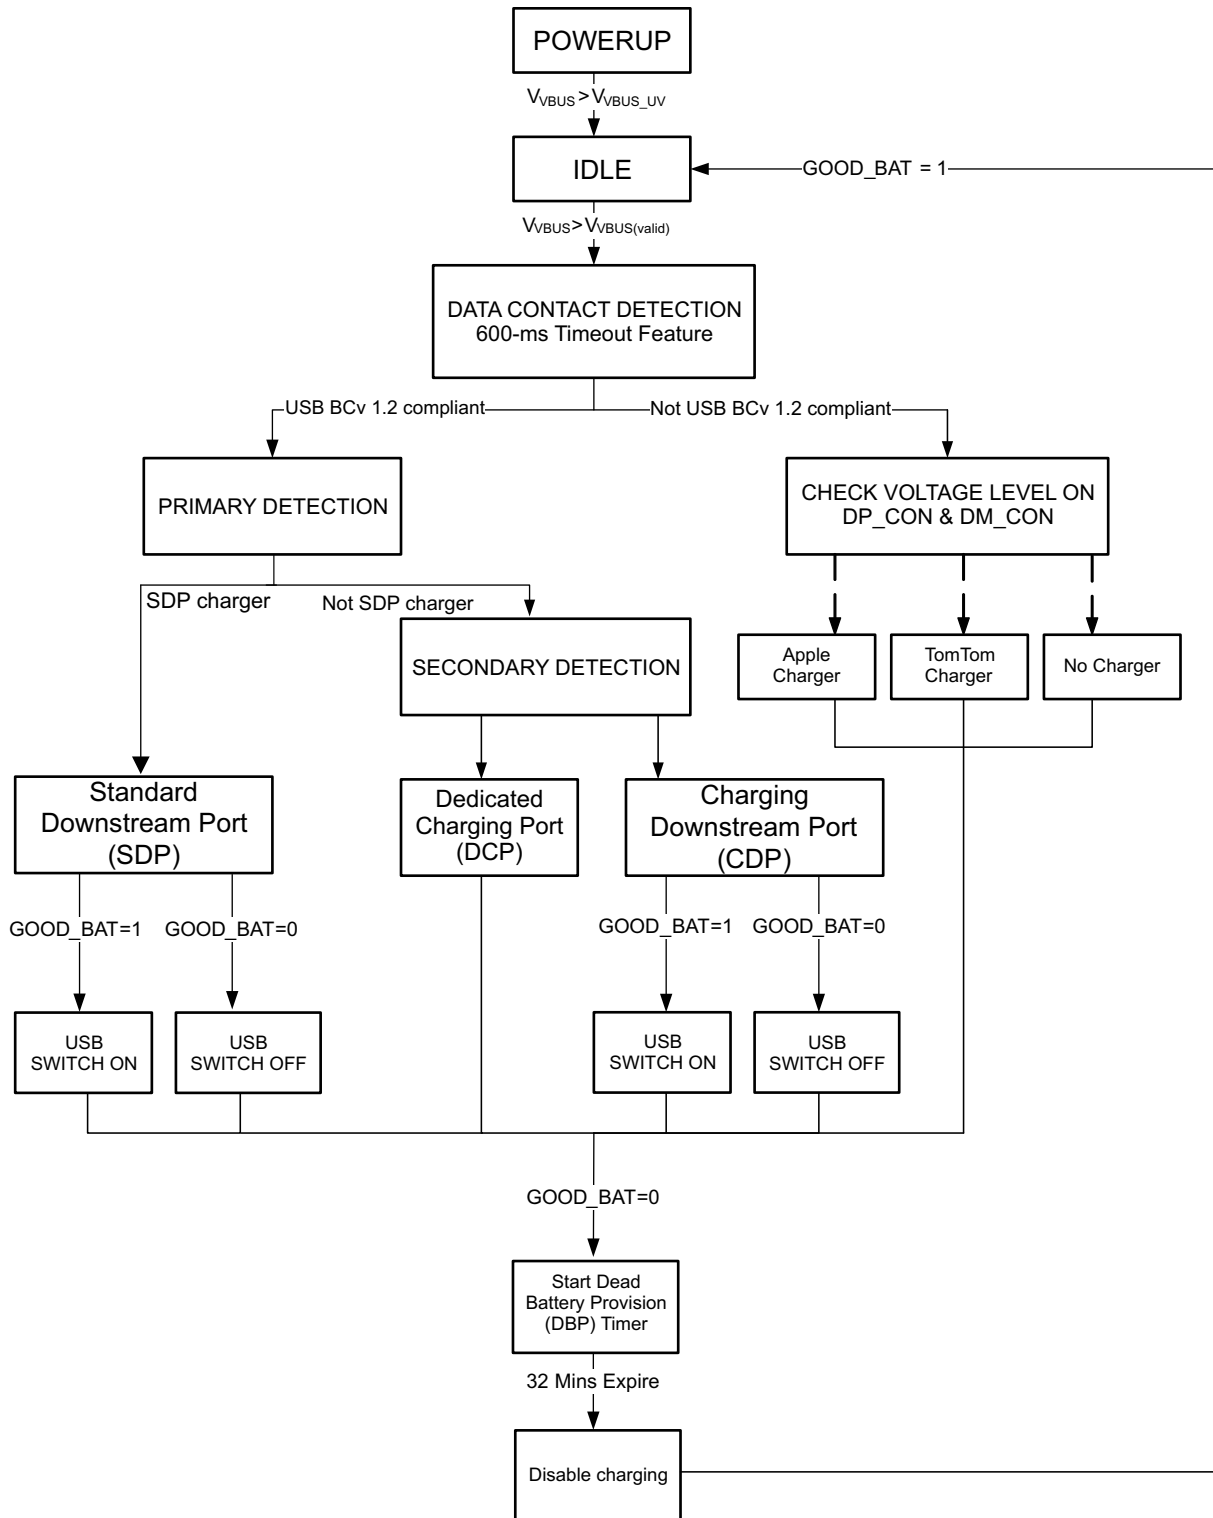 POWERUP
VVBUS > VVBUS_UV
IDLE
GOOD_BAT = 1
VVBUS > VVBUS(valid)
DATA CONTACT DETECTION
600-ms Timeout Feature
USB BCv 1.2 compliant
Not USB BCv 1.2 compliant
PRIMARY DETECTION
CHECK VOLTAGE LEVEL ON
DP_CON & DM_CON
SDP charger
Not SDP charger
SECONDARY DETECTION
Apple
Charger
TomTom
Charger
No Charger
Standard
Downstream Port
(SDP)
Dedicated
Charging Port
(DCP)
Charging
Downstream Port
(CDP)
GOOD_BAT=1
GOOD_BAT=0
GOOD_BAT=1
GOOD_BAT=0
USB
SWITCH ON
USB
SWITCH OFF
USB
SWITCH ON
USB
SWITCH OFF
GOOD_BAT=0
Start Dead
Battery Provision
(DBP) Timer
32 Mins Expire
Disable charging